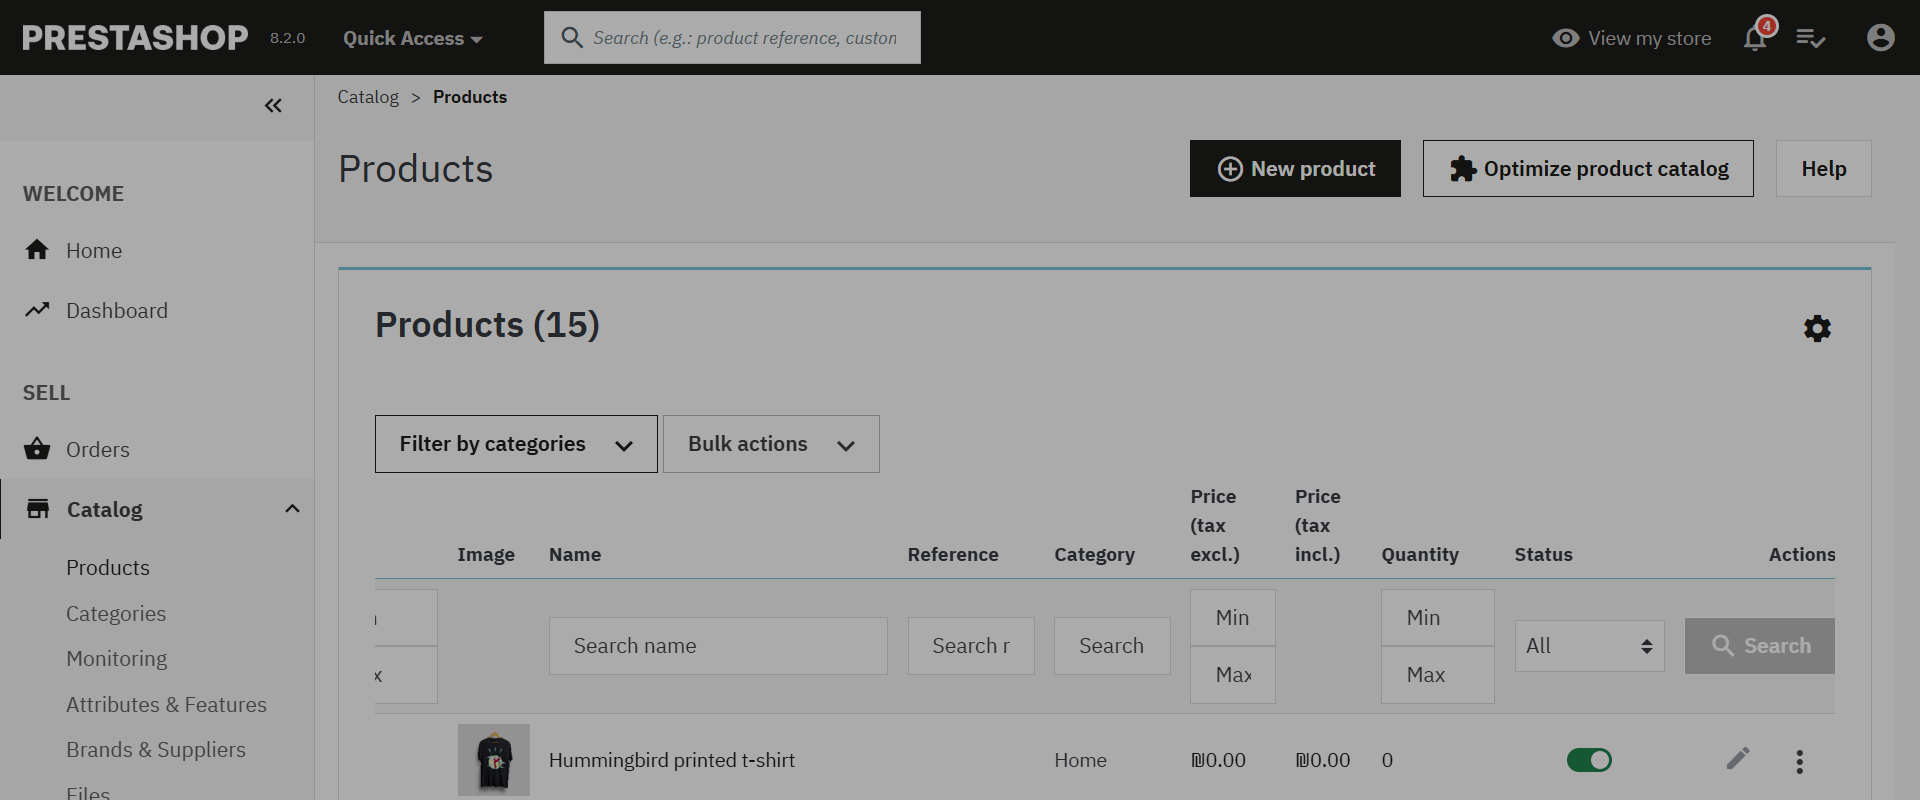 PRESTASHOP 8.2.0 Quick Access Search (e.g.: product reference, custon View my store 4
Catalog > Products
Products
New product Optimize product catalog Help
WELCOME
Home
Dashboard
SELL
Orders
Catalog
Products
Categories
Monitoring
Attributes & Features
Brands & Suppliers
Files
Products (15)
Filter by categories Bulk actions
Image Name Reference Category Price (tax excl.) Price (tax incl.) Quantity Status Actions
Search name Search r Search Min Min All Search
x Max Max
Hummingbird printed t-shirt Home ₪0.00 ₪0.00 0